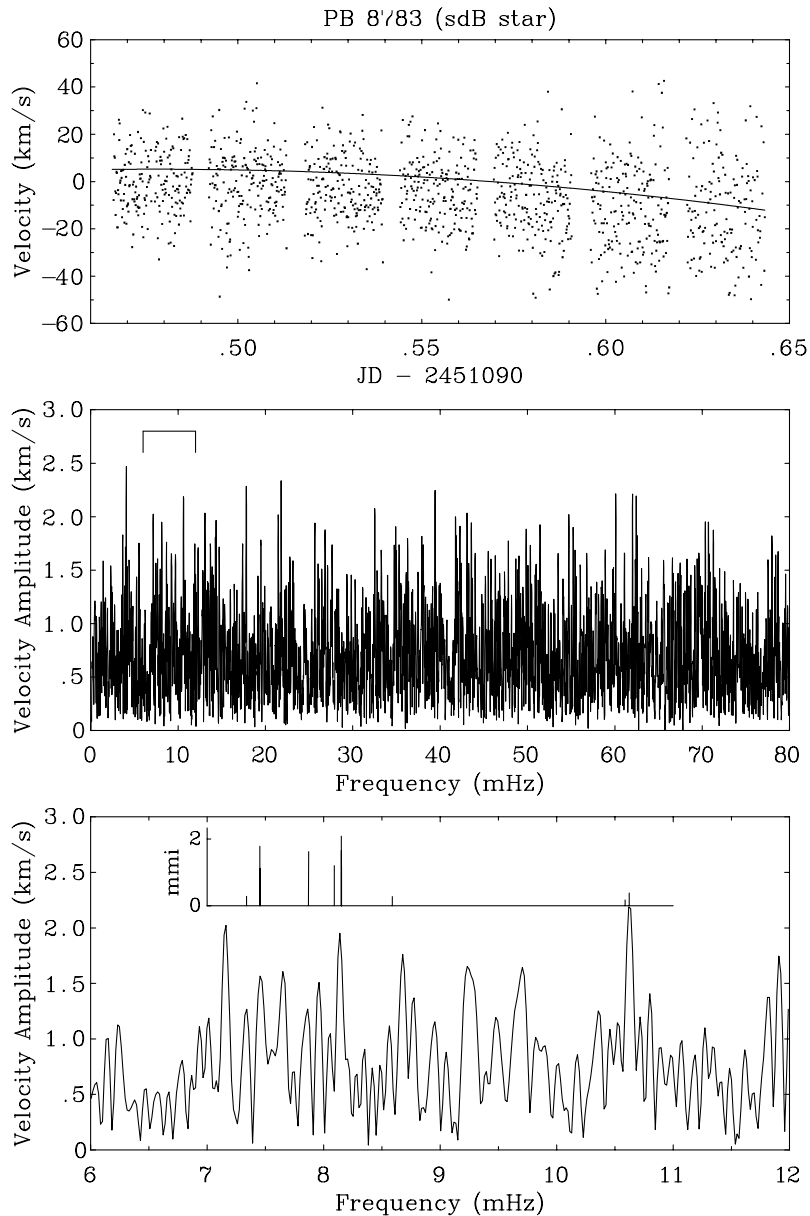 PB 8783 (sdB star)
Velocity (km/s)
60
40
20
0
−20
−40
−60
.50 .55 .60 .65
JD − 2451090
Velocity Amplitude (km/s)
3.0
2.5
2.0
1.5
1.0
.5
0
0 10 20 30 40 50 60 70 80
Frequency (mHz)
Velocity Amplitude (km/s)
3.0
2.5
2.0
1.5
1.0
.5
0
mmi
2
0
6 7 8 9 10 11 12
Frequency (mHz)